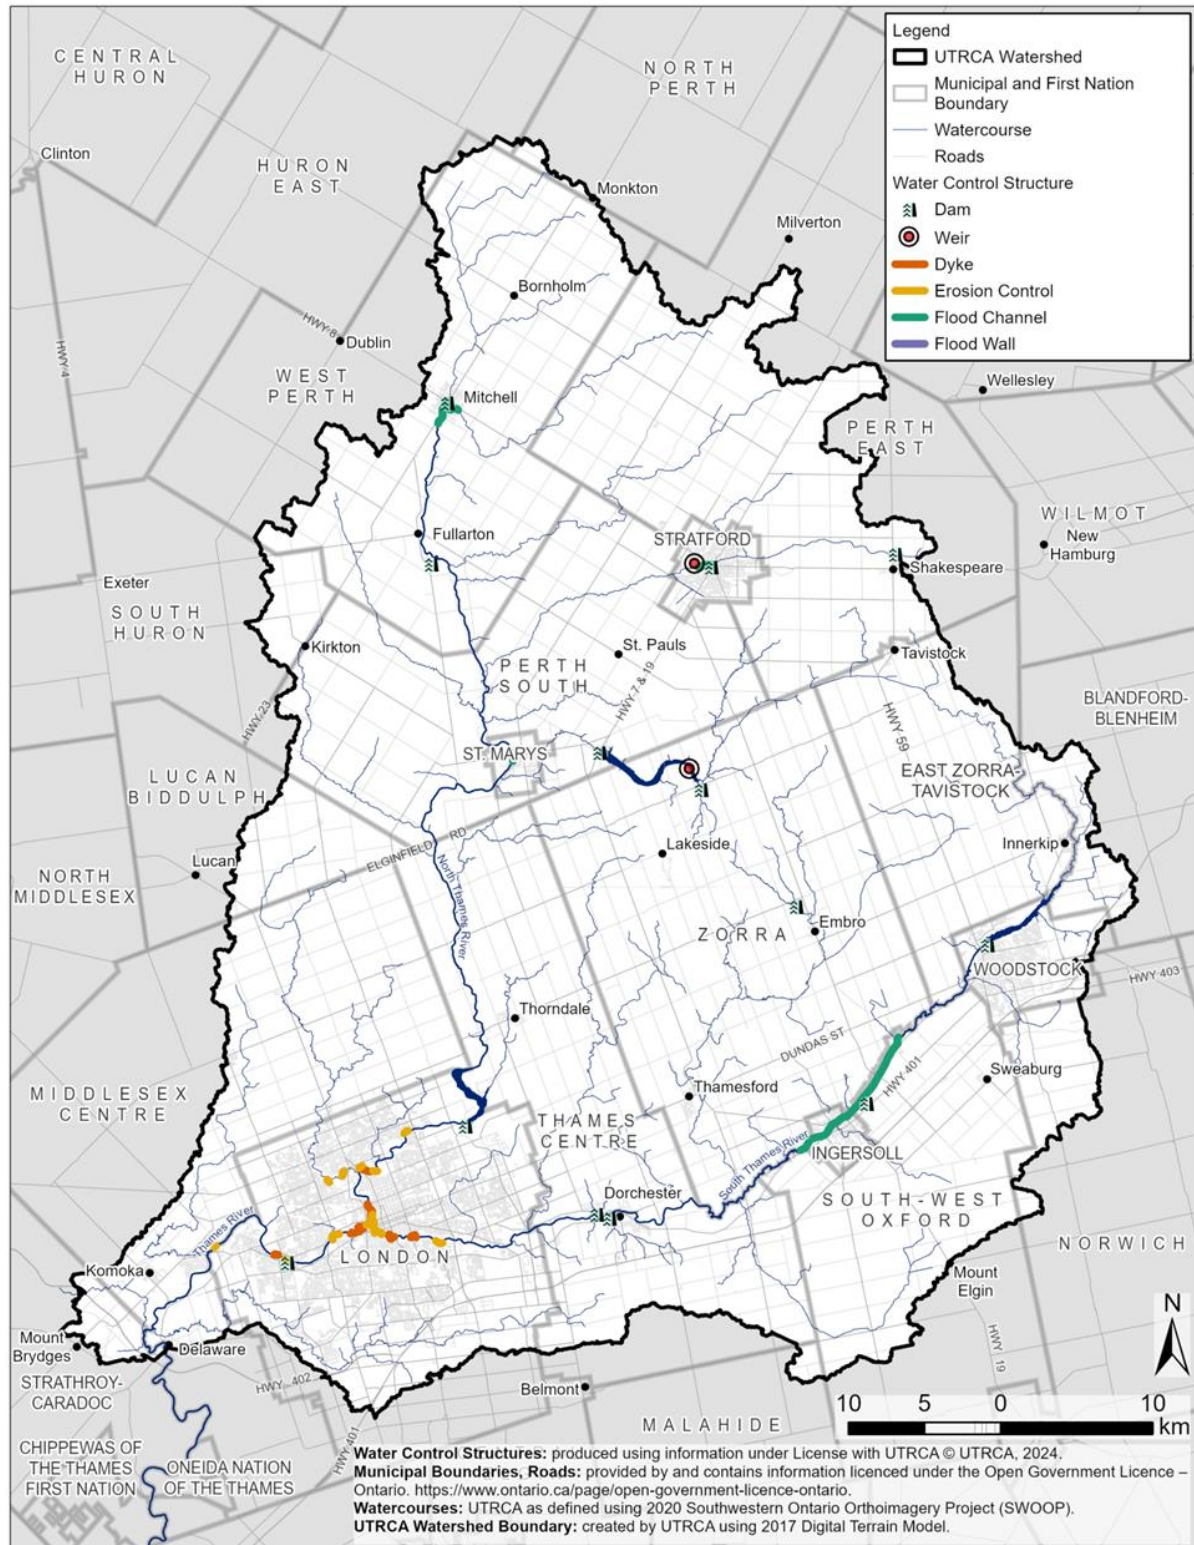 Legend
UTRCA Watershed
Municipal and First Nation
Boundary
Watercourse
Roads
Water Control Structure
Dam
Weir
Dyke
Erosion Control
Flood Channel
Flood Wall
CENTRAL
HURON
NORTH
PERTH
Clinton
HURON
EAST
Monkton
Milverton
Bornholm
HWY 8
Dublin
HWY 4
WEST
PERTH
Wellesley
Mitchell
PERTH
EAST
WILMOT
New
Hamburg
Fullarton
STRATFORD
Shakespeare
Exeter
SOUTH
HURON
Kirkton
St. Pauls
Tavistock
PERTH
SOUTH
HWY 7 & 19
HWY 23
HWY 59
BLANDFORD-
BLENHEIM
ST. MARYS
LUCAN
BIDDULPH
EAST ZORRA-
TAVISTOCK
ELGINFIELD RD
Lakeside
Innerkip
Lucan
NORTH
MIDDLESEX
North Thames River
ZORRA
Embro
WOODSTOCK
HWY 403
Thorndale
DUNDAS ST
HWY 401
Sweaburg
MIDDLESEX
CENTRE
THAMES
CENTRE
Thamesford
South Thames River
INGERSOLL
Dorchester
SOUTH-WEST
OXFORD
Thames River
LONDON
NORWICH
Komoka
Mount
Elgin
Mount
Brydges
Delaware
HWY 402
HWY 19
N
STRATHROY-
CARADOC
Belmont
10 5 0 10
km
MALAHIDE
HWY 401
CHIPPEWAS OF
THE THAMES
FIRST NATION
ONEIDA NATION
OF THE THAMES
Water Control Structures: produced using information under License with UTRCA © UTRCA, 2024.
Municipal Boundaries, Roads: provided by and contains information licenced under the Open Government Licence –
Ontario. https://www.ontario.ca/page/open-government-licence-ontario.
Watercourses: UTRCA as defined using 2020 Southwestern Ontario Orthoimagery Project (SWOOP).
UTRCA Watershed Boundary: created by UTRCA using 2017 Digital Terrain Model.